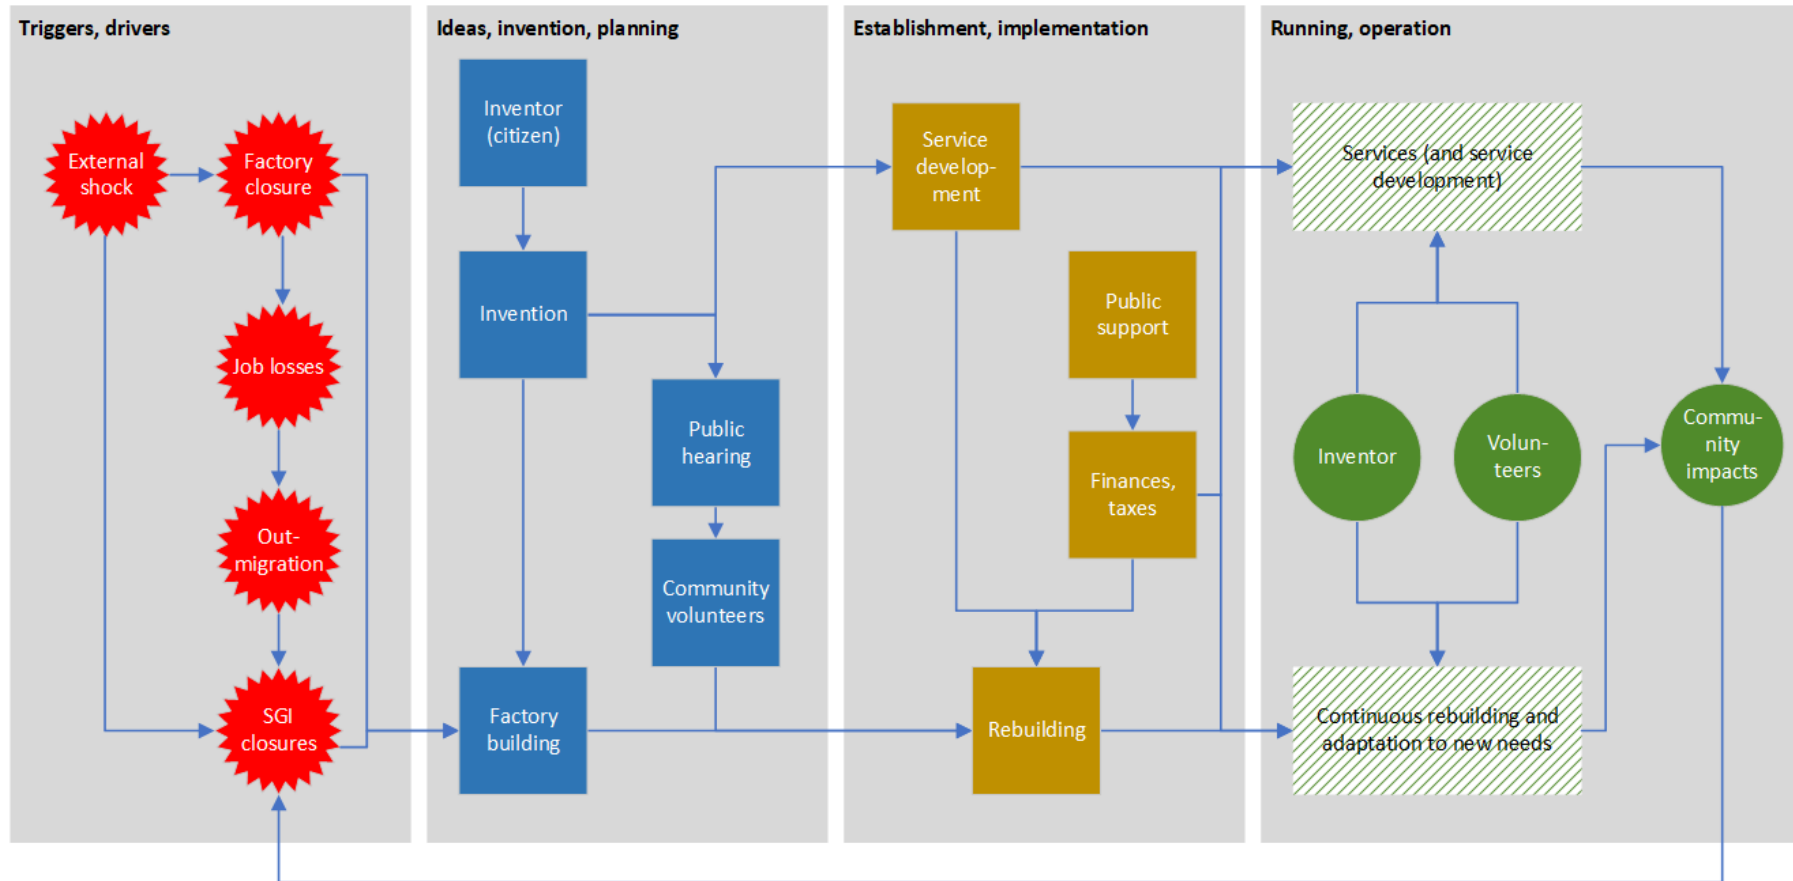 Triggers, drivers
External
shock
Factory
closure
Job losses
Out-
migration
SGI
closures
Ideas, invention, planning
Inventor
(citizen)
Invention
Public
hearing
Community
volunteers
Factory
building
Establishment, implementation
Service
develop-
ment
Public
support
Finances,
taxes
Rebuilding
Running, operation
Services (and service
development)
Inventor
Volun-
teers
Commu-
nity
impacts
Continuous rebuilding and
adaptation to new needs